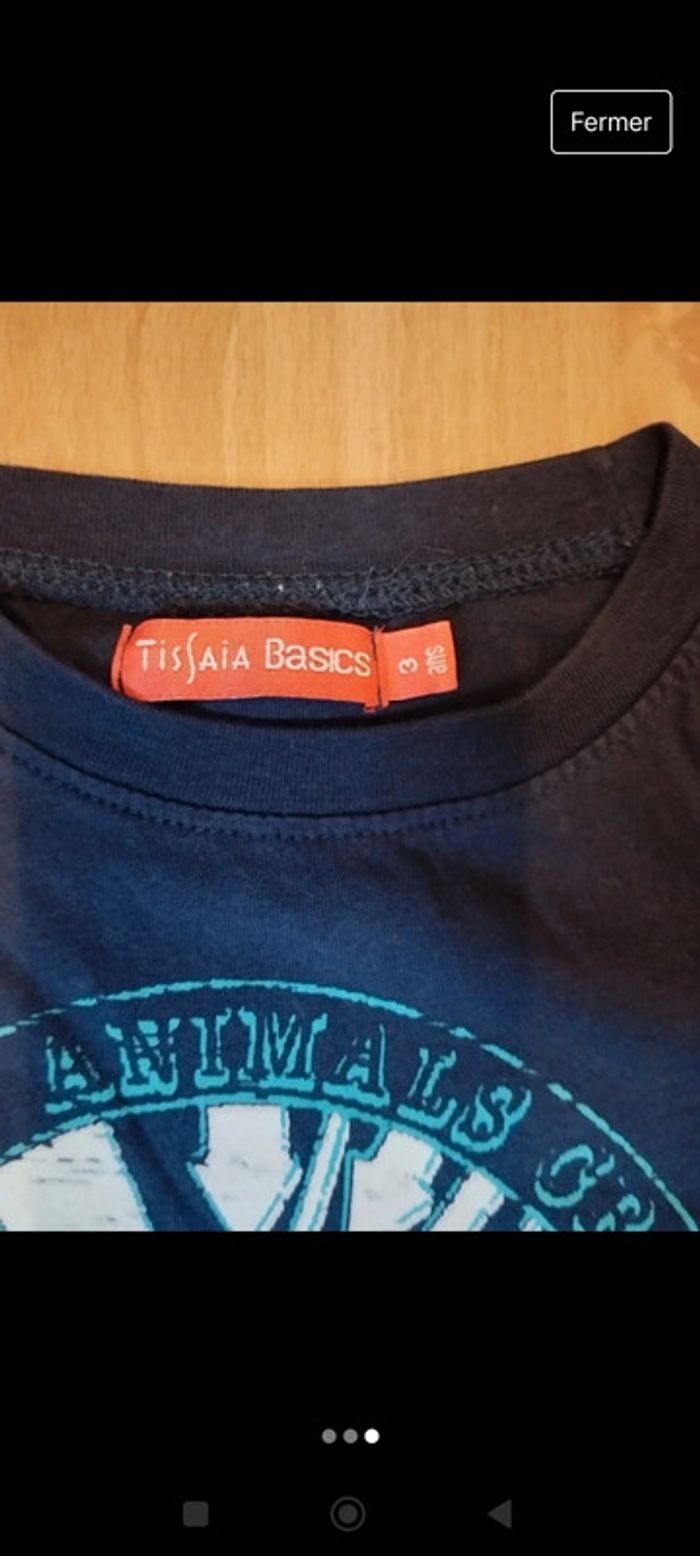 Fermer
Tissaia Basics
3 ans
ANIMALS